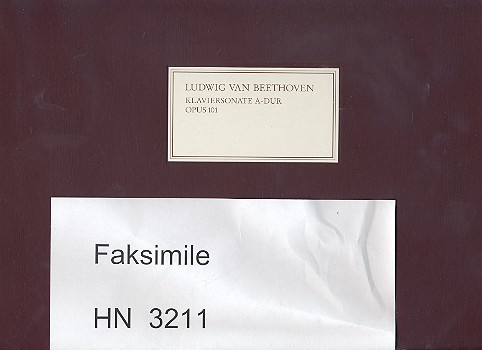 LUDWIG VAN BEETHOVEN
KLAVIERSONATE A-DUR
OPUS 101
Faksimile
HN 3211